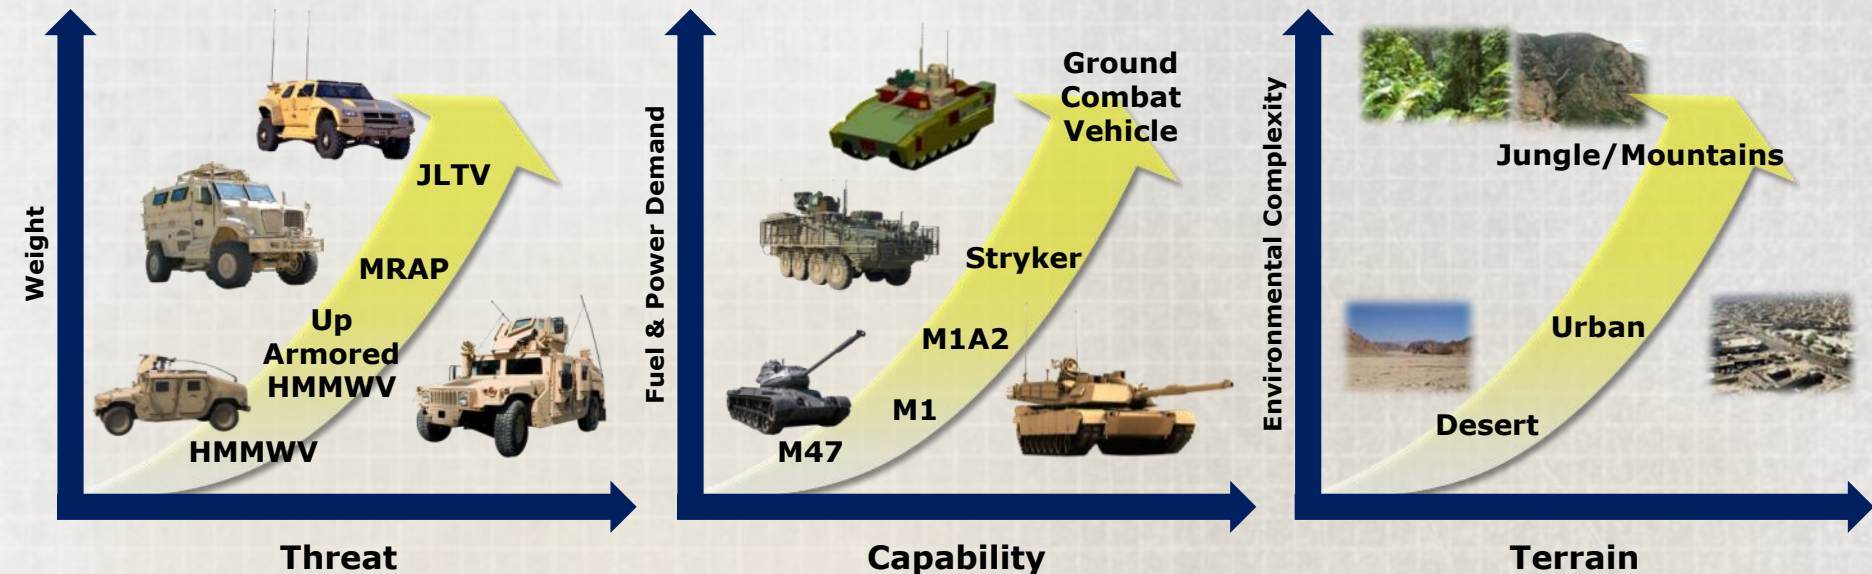 Weight
JLTV
MRAP
Up
Armored
HMMWV
HMMWV
Threat
Fuel & Power Demand
Ground
Combat
Vehicle
Stryker
M1A2
M1
M47
Capability
Environmental Complexity
Jungle/Mountains
Urban
Desert
Terrain